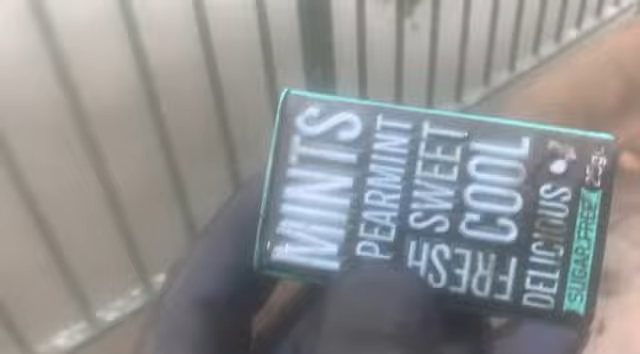 MINTS
PEARMINT
SWEET
FRESH COOL
DELICIOUS
SUGAR FREE